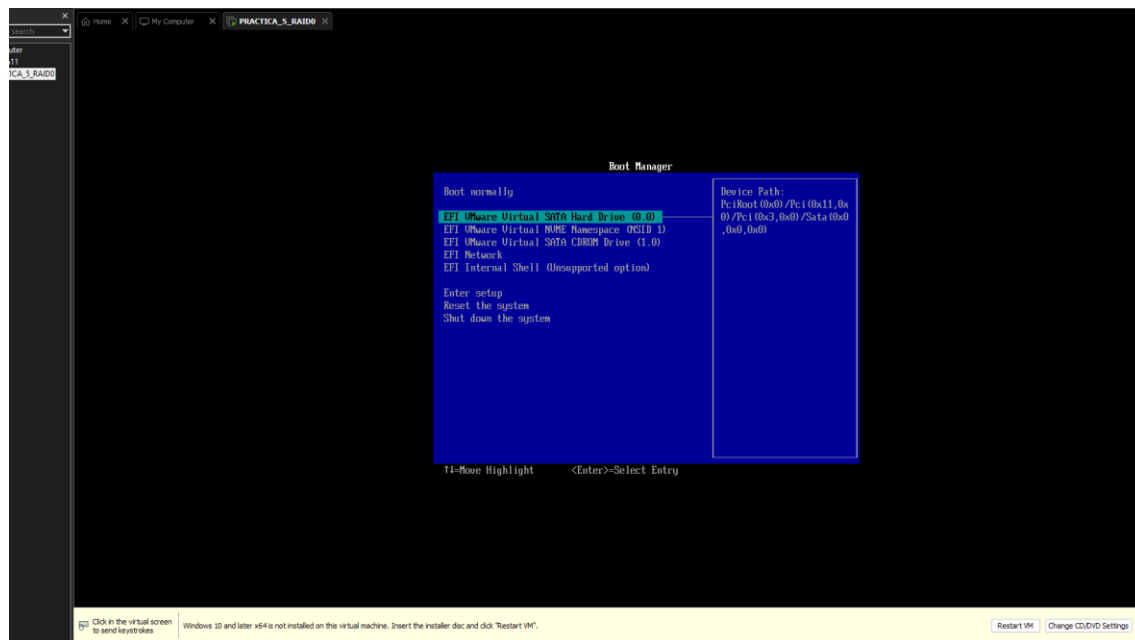 search
uter
11
ICA_5_RAID0
Home
My Computer
PRACTICA_5_RAID0
Boot Manager
Boot normally
EFI VMware Virtual SATA Hard Drive (0.0)
EFI VMware Virtual NVME Namespace (NSID 1)
EFI VMware Virtual SATA CDROM Drive (1.0)
EFI Network
EFI Internal Shell (Unsupported option)
Enter setup
Reset the system
Shut down the system
Device Path:
PciRoot(0x0)/Pci(0x11,0x
0)/Pci(0x3,0x0)/Sata(0x0
,0x0,0x0)
↑↓=Move Highlight <Enter>=Select Entry
Click in the virtual screen
to send keystrokes
Windows 10 and later x64 is not installed on this virtual machine. Insert the installer disc and click "Restart VM".
Restart VM
Change CD/DVD Settings